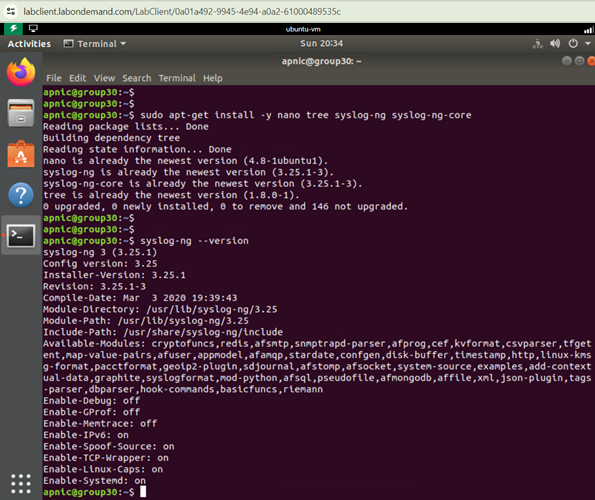 labclient.labondemand.com/LabClient/0a01a492-9945-4e94-a0a2-61000489535c
ubuntu-vm
Activities Terminal Sun 20:34
apnic@group30: ~
File Edit View Search Terminal Help
apnic@group30:~$
apnic@group30:~$
apnic@group30:~$ sudo apt-get install -y nano tree syslog-ng syslog-ng-core
Reading package lists... Done
Building dependency tree
Reading state information... Done
nano is already the newest version (4.8-1ubuntu1).
syslog-ng is already the newest version (3.25.1-3).
syslog-ng-core is already the newest version (3.25.1-3).
tree is already the newest version (1.8.0-1).
0 upgraded, 0 newly installed, 0 to remove and 146 not upgraded.
apnic@group30:~$
apnic@group30:~$
apnic@group30:~$ syslog-ng --version
syslog-ng 3 (3.25.1)
Config version: 3.25
Installer-Version: 3.25.1
Revision: 3.25.1-3
Compile-Date: Mar  3 2020 19:39:43
Module-Directory: /usr/lib/syslog-ng/3.25
Module-Path: /usr/lib/syslog-ng/3.25
Include-Path: /usr/share/syslog-ng/include
Available-Modules: cryptofuncs,redis,afsmtp,snmptrapd-parser,afprog,cef,kvformat,csvparser,tfget
ent,map-value-pairs,afuser,appmodel,afamqp,stardate,confgen,disk-buffer,timestamp,http,linux-kms
g-format,pacctformat,geoip2-plugin,sdjournal,afstomp,afsocket,system-source,examples,add-context
ual-data,graphite,syslogformat,mod-python,afsql,pseudofile,afmongodb,affile,xml,json-plugin,tags
-parser,dbparser,hook-commands,basicfuncs,riemann
Enable-Debug: off
Enable-GProf: off
Enable-Memtrace: off
Enable-IPv6: on
Enable-Spoof-Source: on
Enable-TCP-Wrapper: on
Enable-Linux-Caps: on
Enable-Systemd: on
apnic@group30:~$